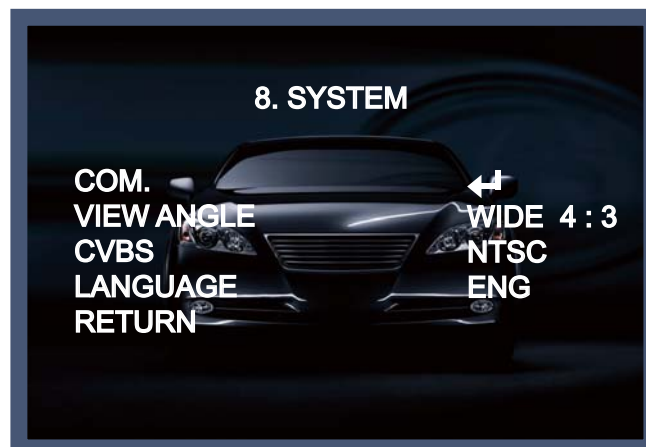 8. SYSTEM
COM. ↵
VIEW ANGLE WIDE 4 : 3
CVBS NTSC
LANGUAGE ENG
RETURN